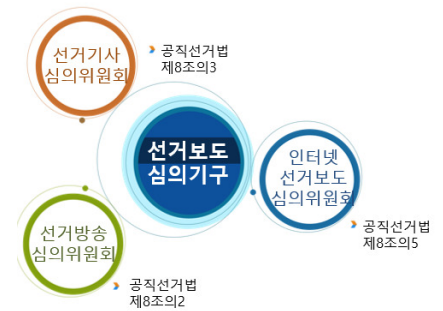 선거기사
심의위원회
공직선거법
제8조의3
선거보도
심의기구
인터넷
선거보도
심의위원회
공직선거법
제8조의5
선거방송
심의위원회
공직선거법
제8조의2